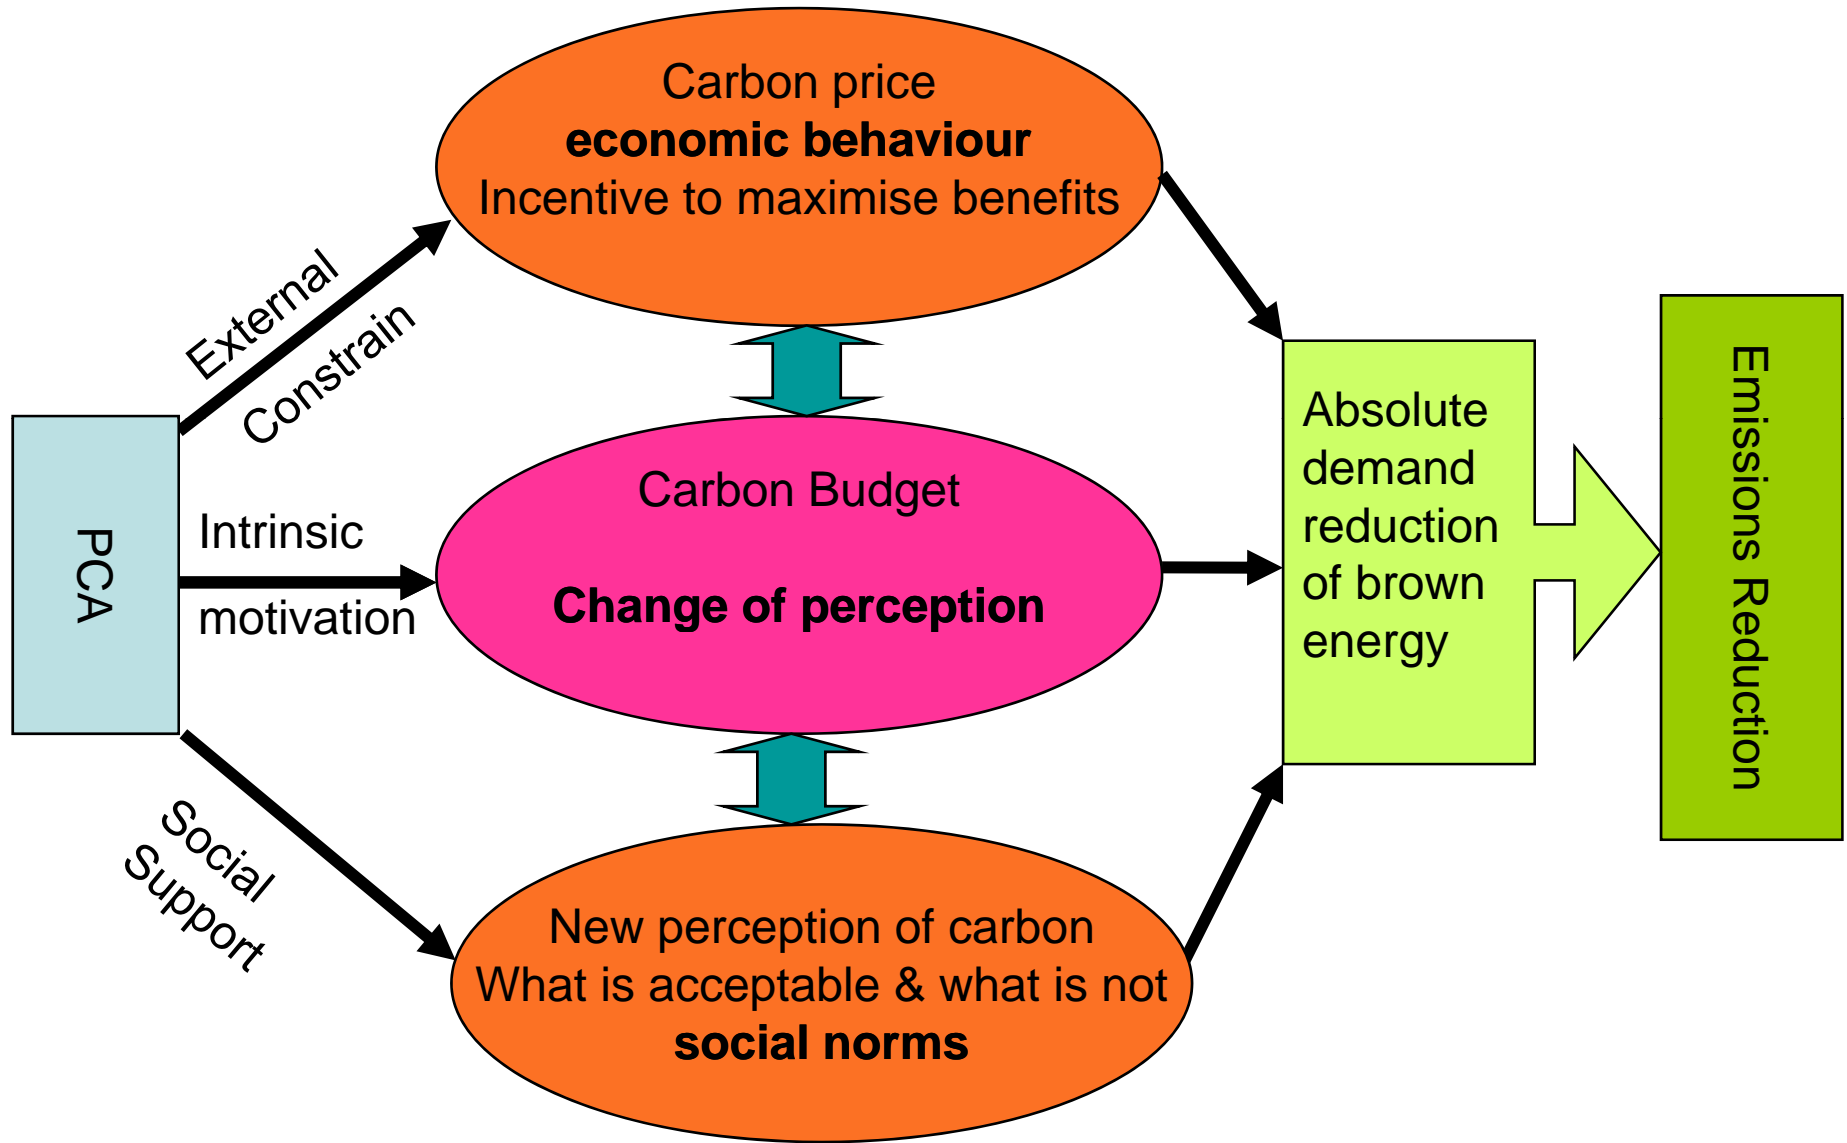 PCA
External
Constrain
Intrinsic
motivation
Social
Support
Carbon price
economic behaviour
Incentive to maximise benefits
Carbon Budget
Change of perception
New perception of carbon
What is acceptable & what is not
social norms
Absolute
demand
reduction
of brown
energy
Emissions Reduction